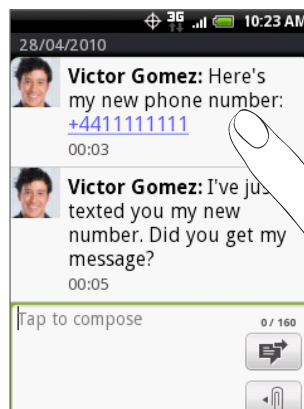 3G 10:23 AM
28/04/2010
Victor Gomez: Here's
my new phone number:
+4411111111
00:03
Victor Gomez: I've just
texted you my new
number. Did you get my
message?
00:05
Tap to compose
0 / 160